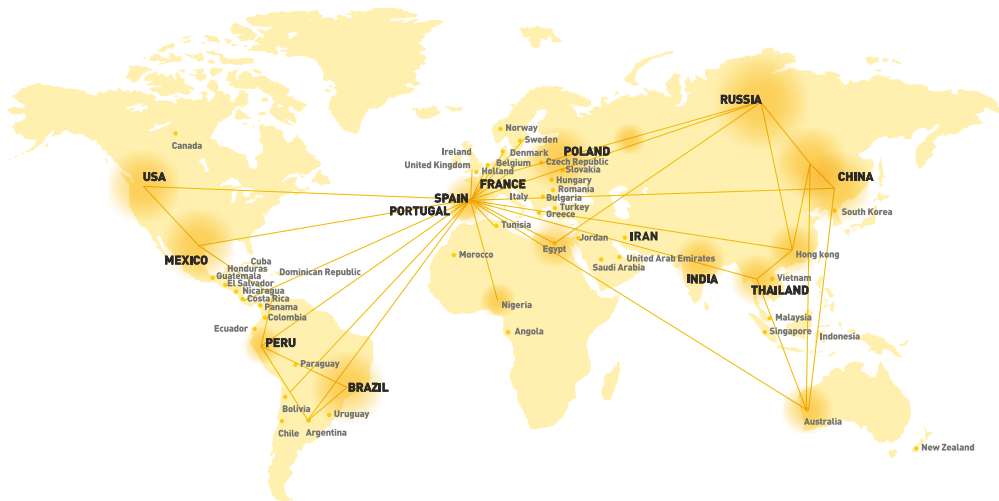 RUSSIA
Norway
Sweden
Canada
Ireland
Denmark
POLAND
United Kingdom
Belgium
Czech Republic
Holland
Slovakia
USA
FRANCE
Hungary
CHINA
Romania
SPAIN
Italy
Bulgaria
PORTUGAL
Turkey
Greece
South Korea
Tunisia
Jordan
IRAN
Egypt
Morocco
Hong kong
United Arab Emirates
MEXICO
Cuba
Saudi Arabia
Honduras
Dominican Republic
Guatemala
INDIA
Vietnam
El Salvador
THAILAND
Nicaragua
Costa Rica
Nigeria
Panama
Colombia
Malaysia
Ecuador
Angola
Singapore
Indonesia
PERU
Paraguay
BRAZIL
Bolivia
Uruguay
Australia
Chile
Argentina
New Zealand